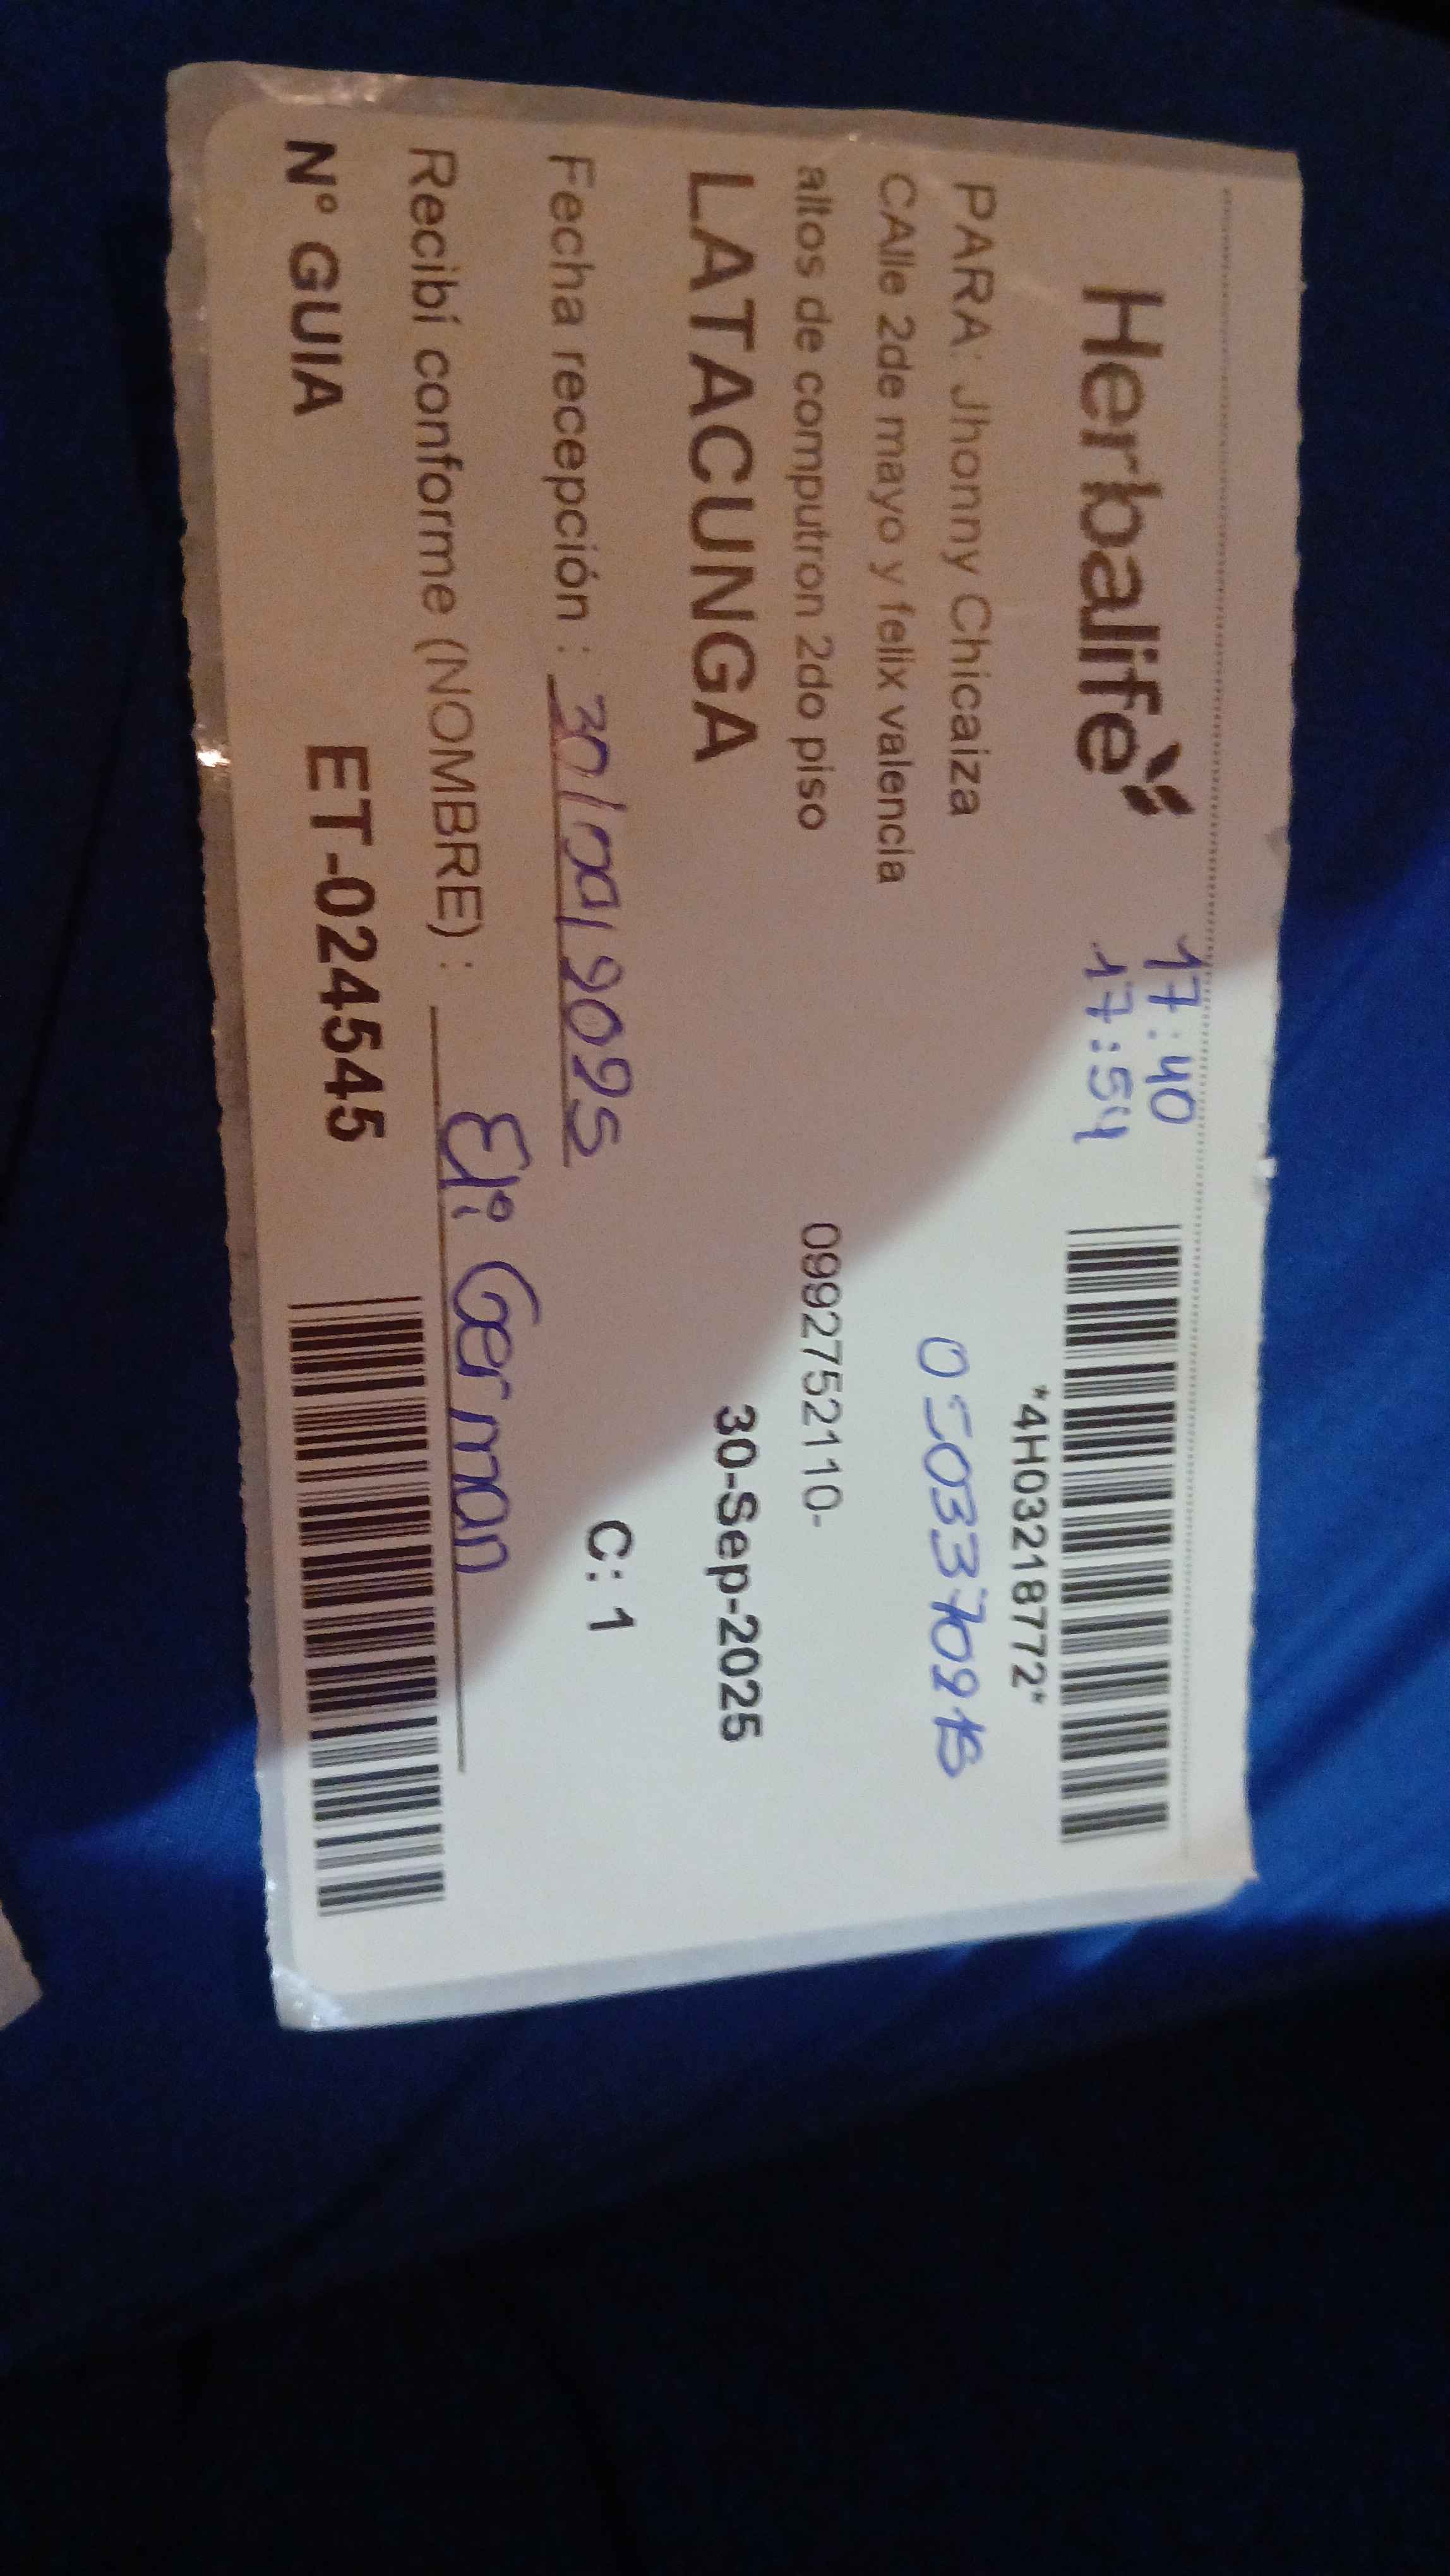 Herbalife
17:40
17:54
*4H03218772*
PARA: Jhonny Chicaiza
CAlle 2de mayo y felix valencia
altos de computron 2do piso
0992752110-
LATACUNGA
30-Sep-2025
Fecha recepción : 30/09/2025
C: 1
Recibí conforme (NOMBRE) : Eli German
N° GUIA
ET-024545